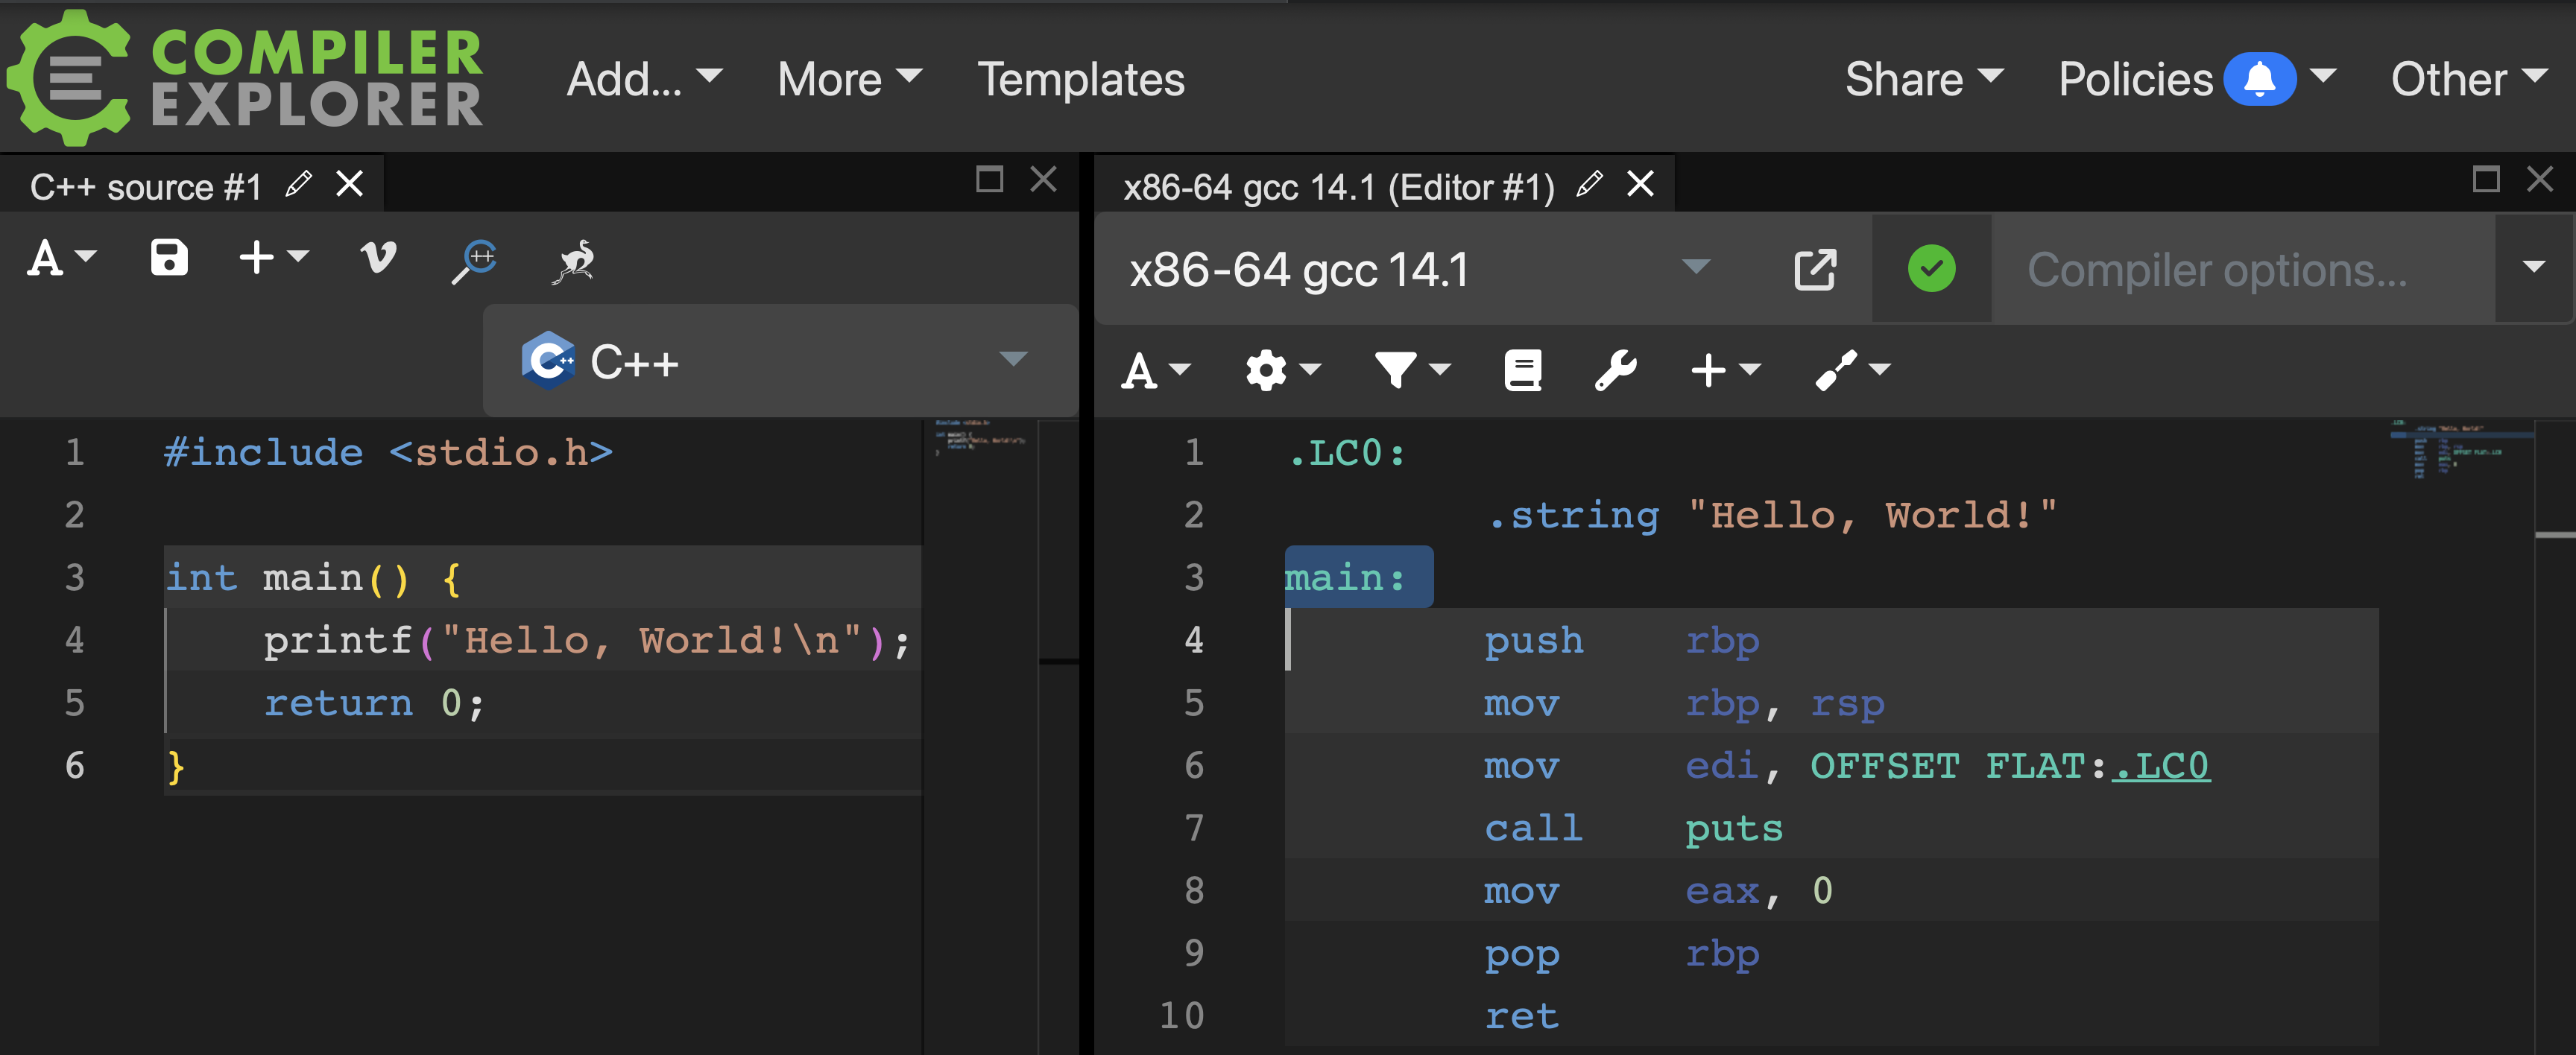 COMPILER
EXPLORER
Add...
More
Templates
Share
Policies
Other
C++ source #1
x86-64 gcc 14.1 (Editor #1)
A
x86-64 gcc 14.1
Compiler options...
C++
A
1 #include <stdio.h>
2
3 int main() {
4     printf("Hello, World!\n");
5     return 0;
6 }
1 .LC0:
2         .string "Hello, World!"
3 main:
4         push    rbp
5         mov     rbp, rsp
6         mov     edi, OFFSET FLAT:.LC0
7         call    puts
8         mov     eax, 0
9         pop     rbp
10         ret